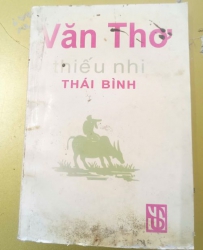 Văn Thơ
thiếu nhi
THÁI BÌNH